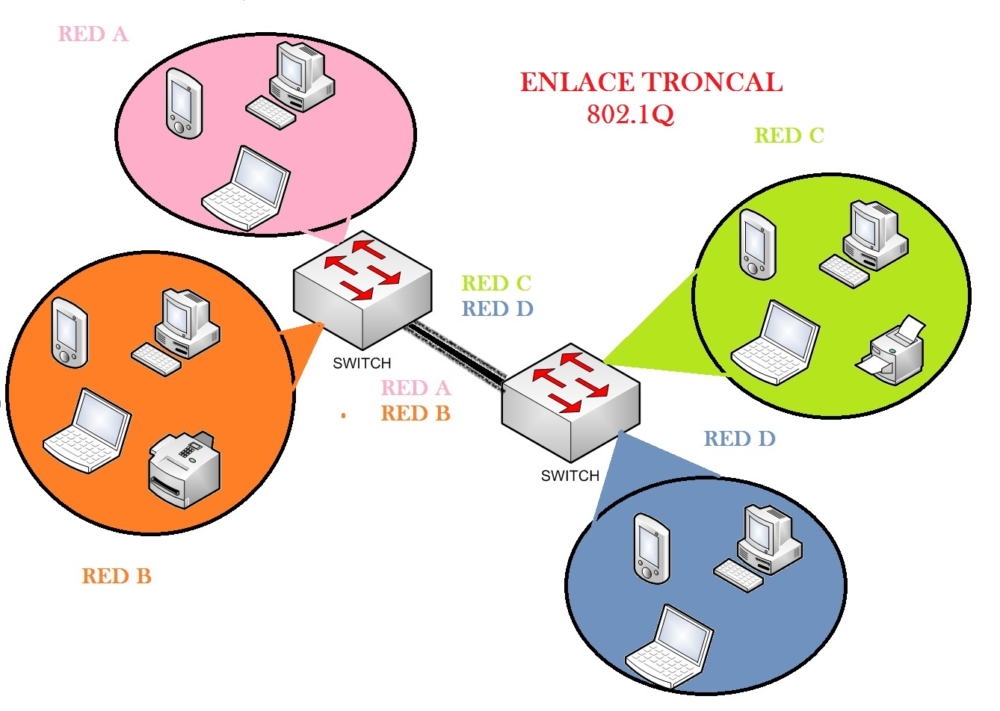 RED A
ENLACE TRONCAL
802.1Q
RED C
RED C
RED D
SWITCH
RED A
RED B
RED D
SWITCH
RED B